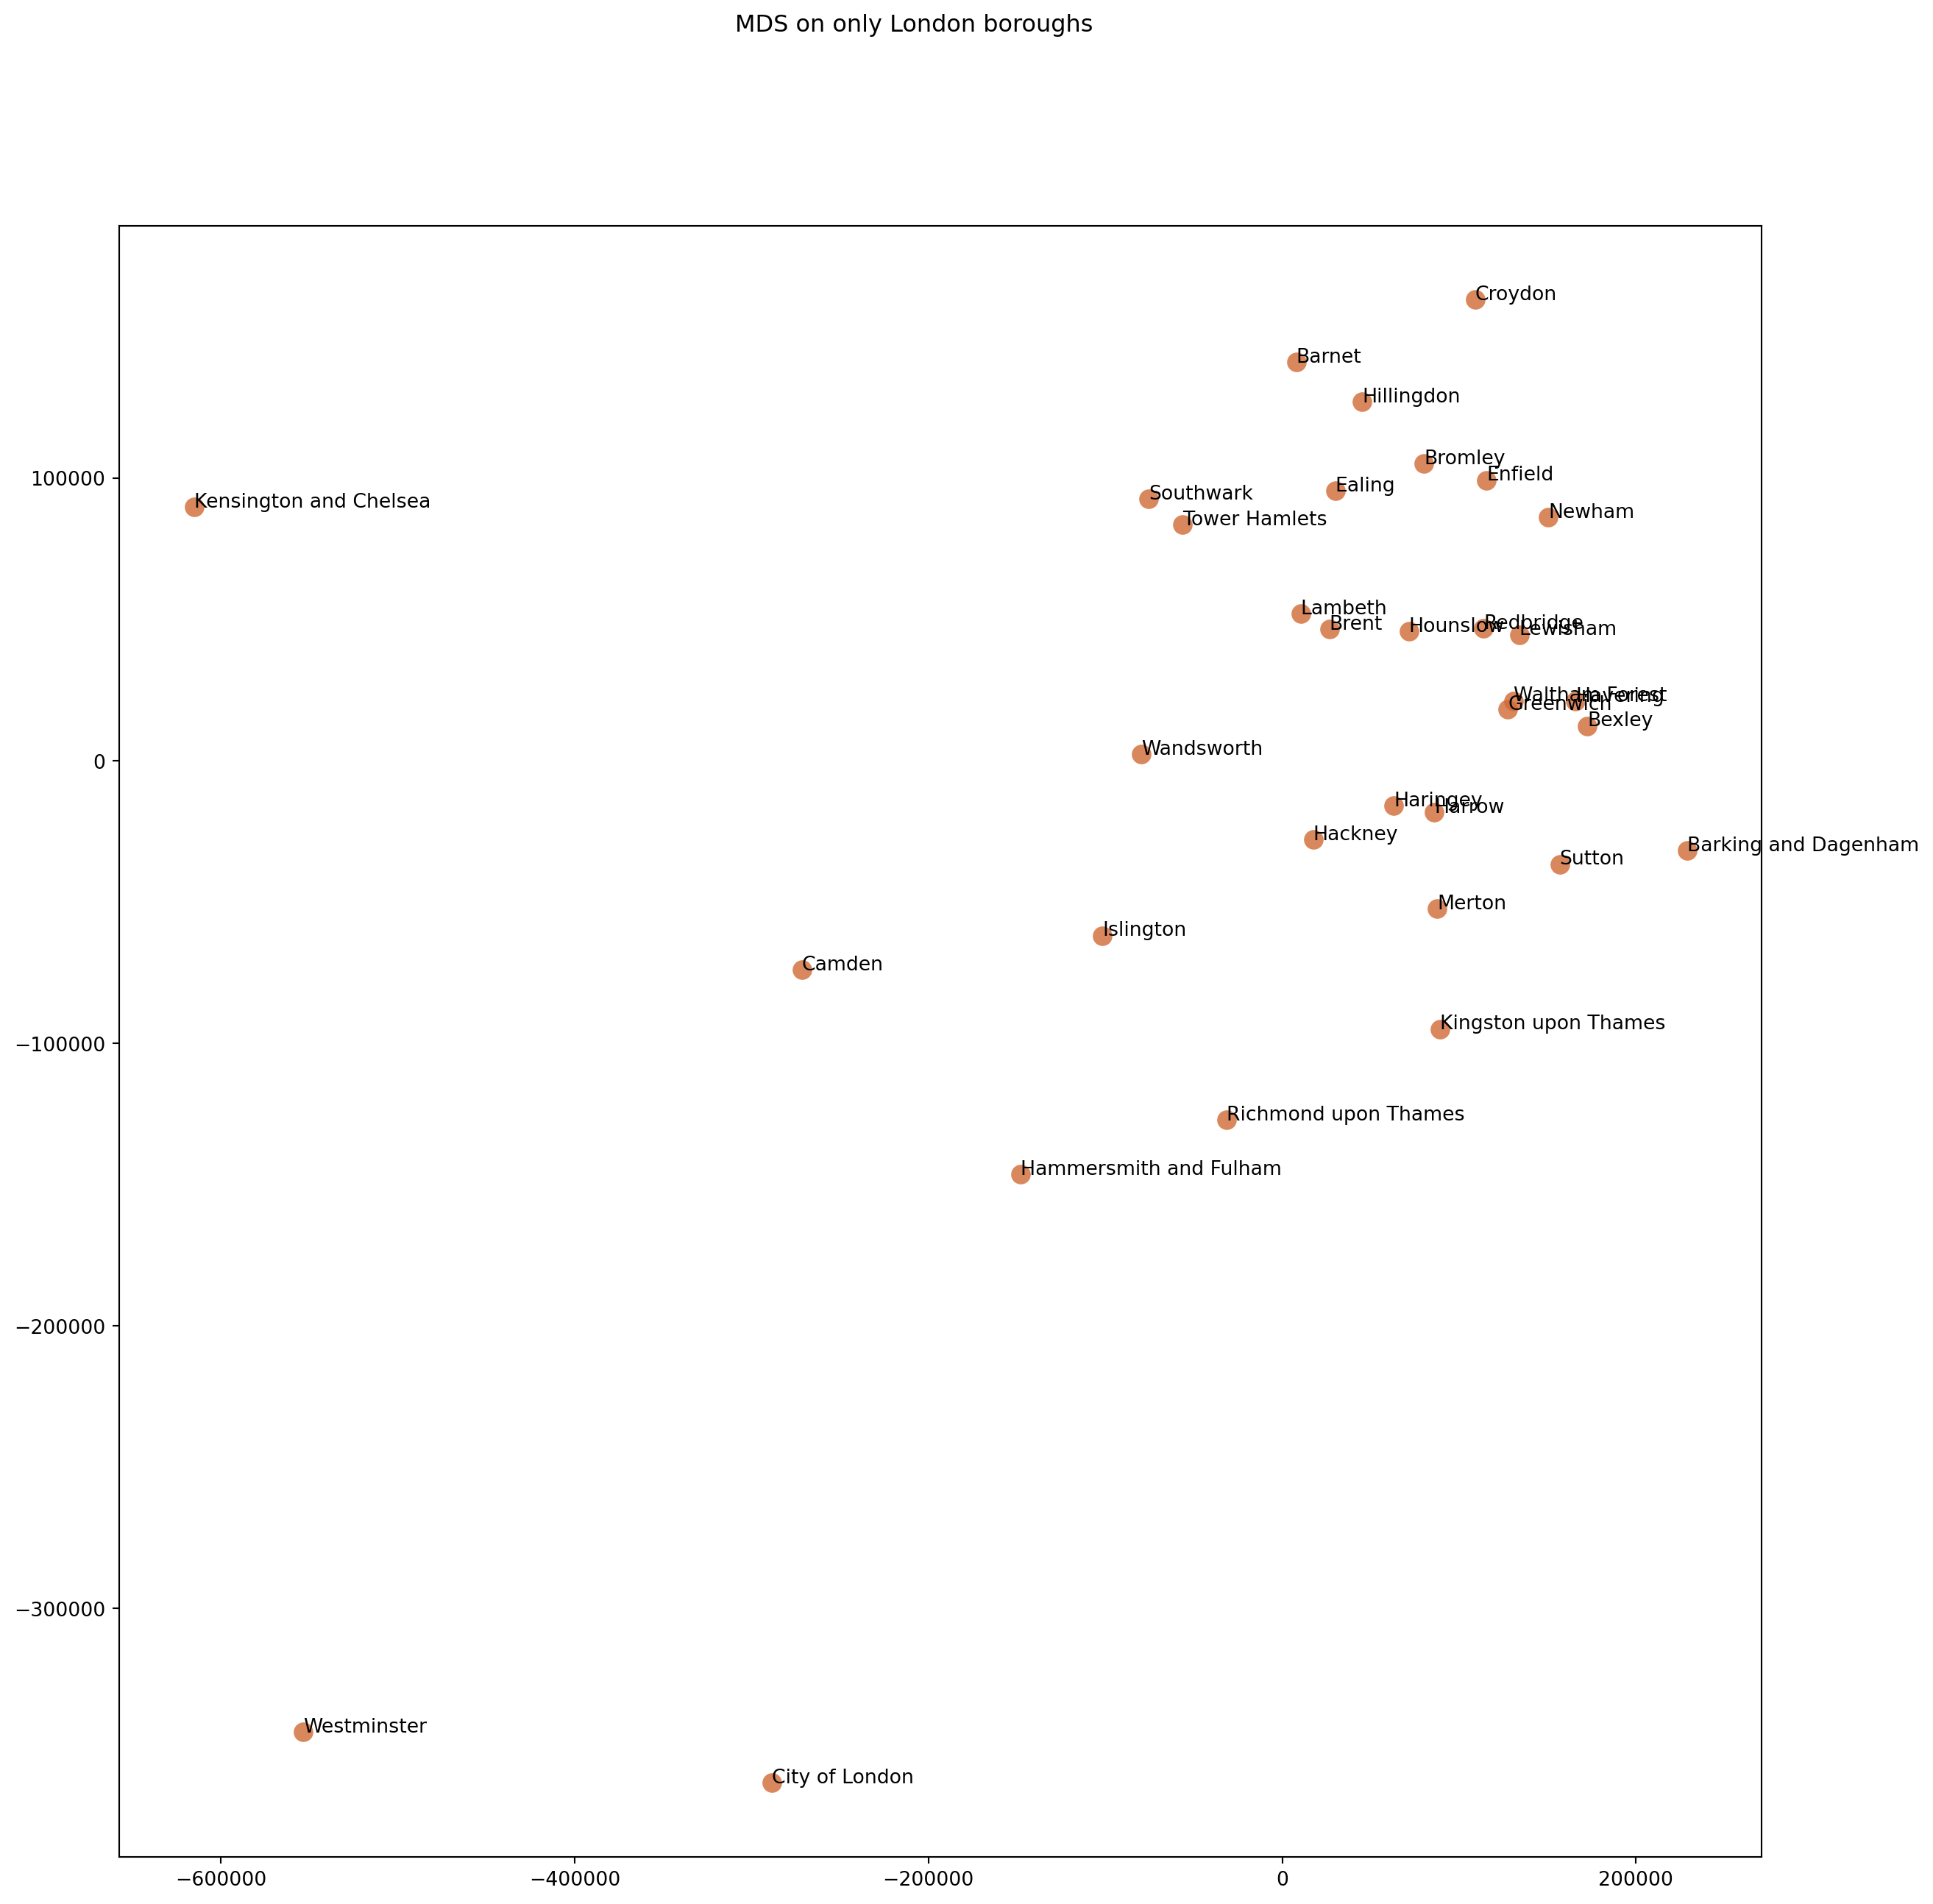 MDS on only London boroughs
Croydon
Barnet
Hillingdon
Bromley
Enfield
Ealing
100000
Southwark
Kensington and Chelsea
Newham
Tower Hamlets
Lambeth
Redbridge
Brent
Hounslow
Lewisham
Waltham Forest
Havering
Greenwich
Bexley
0
Wandsworth
Haringey
Harrow
Hackney
Barking and Dagenham
Sutton
Merton
Islington
Camden
−100000
Kingston upon Thames
Richmond upon Thames
Hammersmith and Fulham
−200000
−300000
Westminster
City of London
−600000
−400000
−200000
0
200000